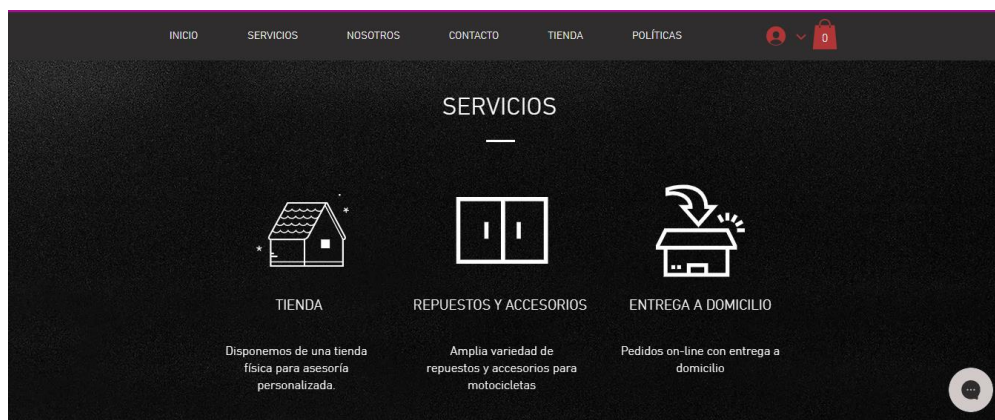 INICIO SERVICIOS NOSOTROS CONTACTO TIENDA POLÍTICAS 0
SERVICIOS
TIENDA
Disponemos de una tienda
física para asesoría
personalizada.
REPUESTOS Y ACCESORIOS
Amplia variedad de
repuestos y accesorios para
motocicletas
ENTREGA A DOMICILIO
Pedidos on-line con entrega a
domicilio